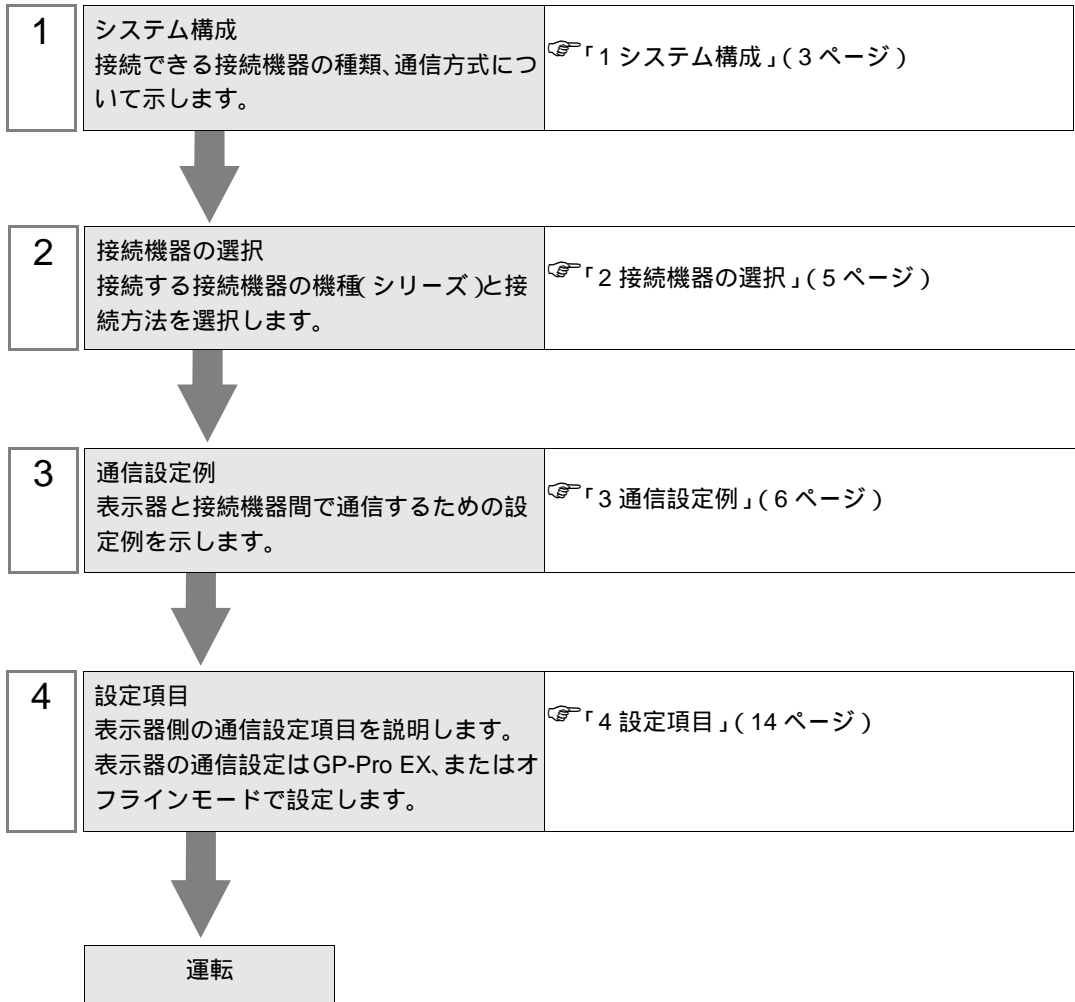 1
システム構成
接続できる接続機器の種類、通信方式につ
いて示します。
☞「1 システム構成」(3 ページ)
2
接続機器の選択
接続する接続機器の機種(シリーズ)と接
続方法を選択します。
☞「2 接続機器の選択」(5 ページ)
3
通信設定例
表示器と接続機器間で通信するための設
定例を示します。
☞「3 通信設定例」(6 ページ)
4
設定項目
表示器側の通信設定項目を説明します。
表示器の通信設定はGP-Pro EX、またはオ
フラインモードで設定します。
☞「4 設定項目」(14 ページ)
運転